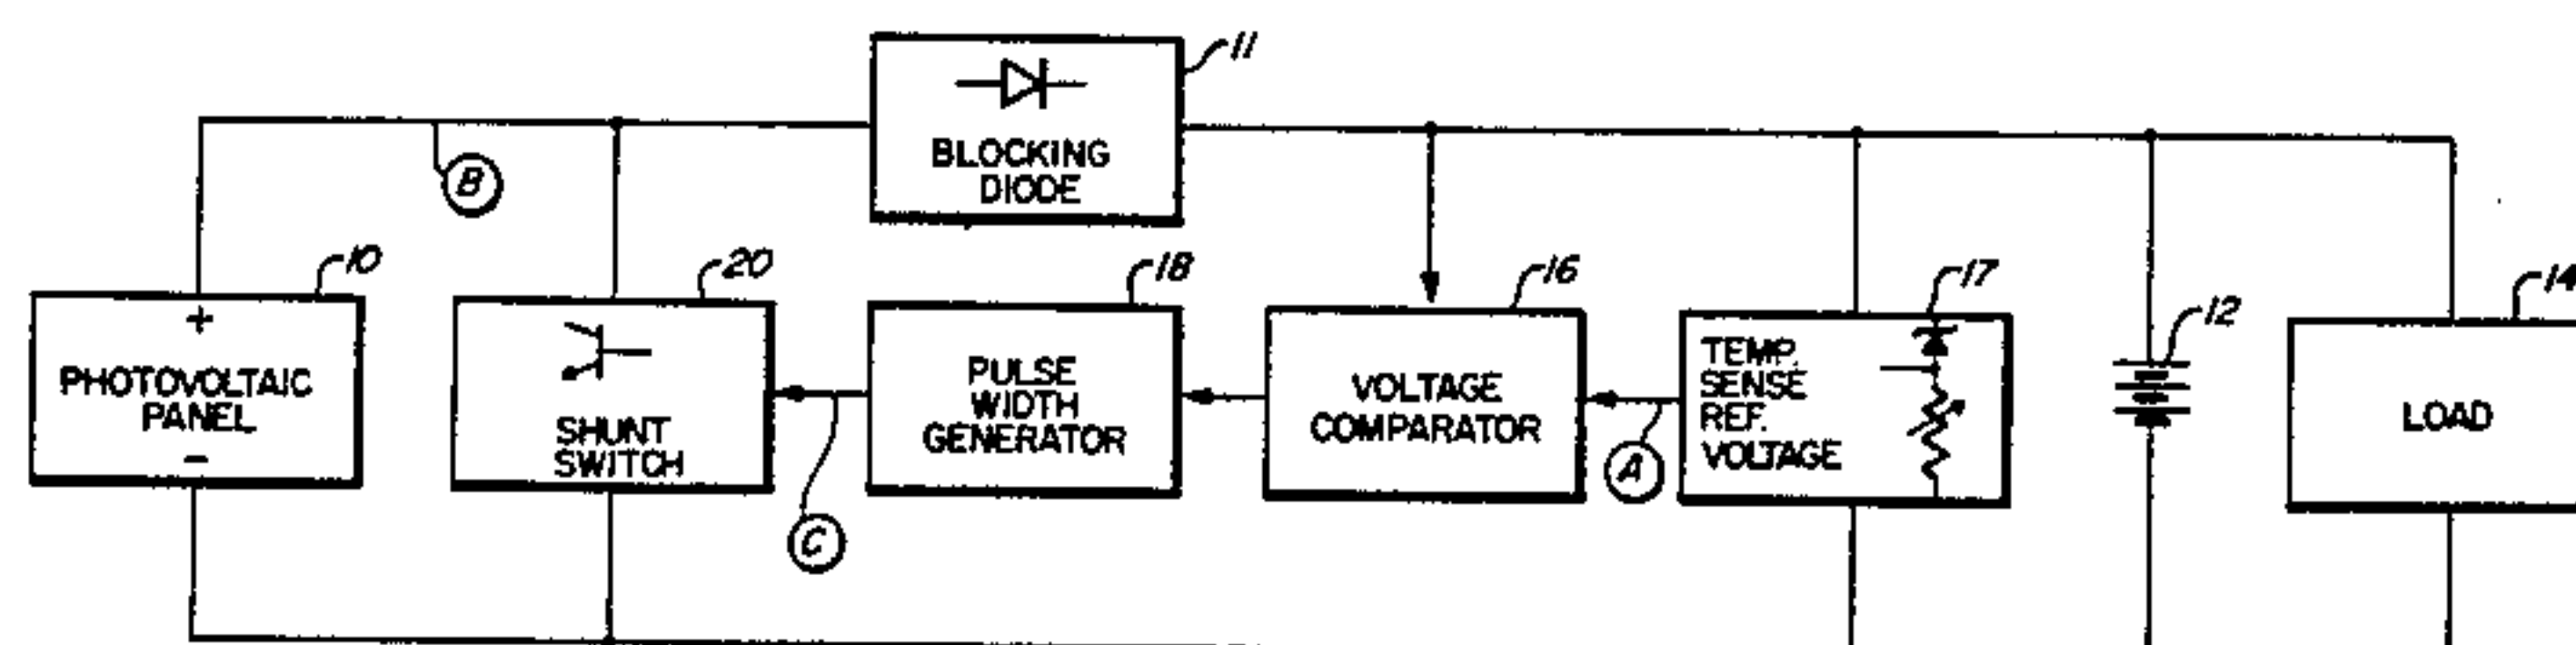 11
BLOCKING
DIODE
B
10
+
PHOTOVOLTAIC
PANEL
-
20
SHUNT
SWITCH
C
18
PULSE
WIDTH
GENERATOR
16
VOLTAGE
COMPARATOR
A
17
TEMP.
SENSE
REF.
VOLTAGE
12
14
LOAD